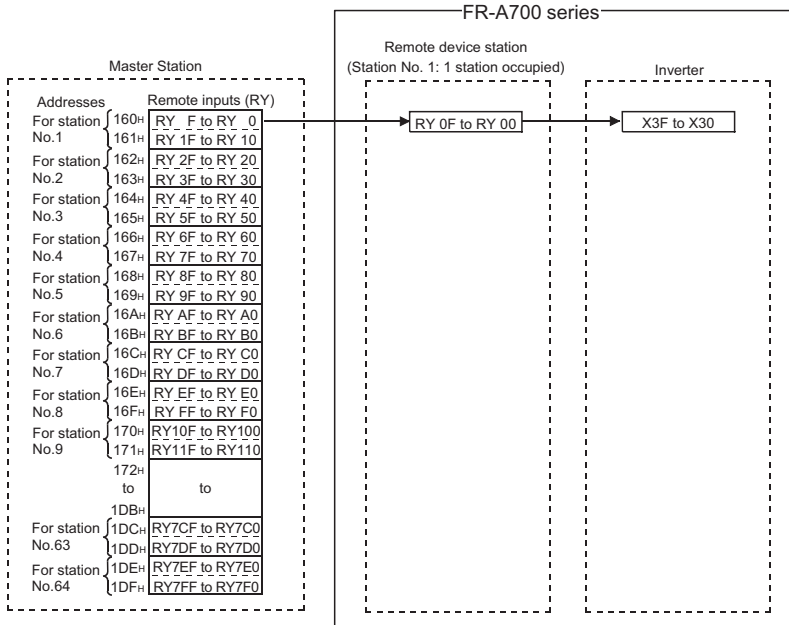 FR-A700 series
Master Station
Remote device station
(Station No. 1: 1 station occupied)
Inverter
Addresses
Remote inputs (RY)
For station No.1
160H RY F to RY 0
161H RY 1F to RY 10
RY 0F to RY 00
X3F to X30
For station No.2
162H RY 2F to RY 20
163H RY 3F to RY 30
For station No.3
164H RY 4F to RY 40
165H RY 5F to RY 50
For station No.4
166H RY 6F to RY 60
167H RY 7F to RY 70
For station No.5
168H RY 8F to RY 80
169H RY 9F to RY 90
For station No.6
16AH RY AF to RY A0
16BH RY BF to RY B0
For station No.7
16CH RY CF to RY C0
16DH RY DF to RY D0
For station No.8
16EH RY EF to RY E0
16FH RY FF to RY F0
For station No.9
170H RY10F to RY100
171H RY11F to RY110
172H
to to
1DBH
For station No.63
1DCH RY7CF to RY7C0
1DDH RY7DF to RY7D0
For station No.64
1DEH RY7EF to RY7E0
1DFH RY7FF to RY7F0